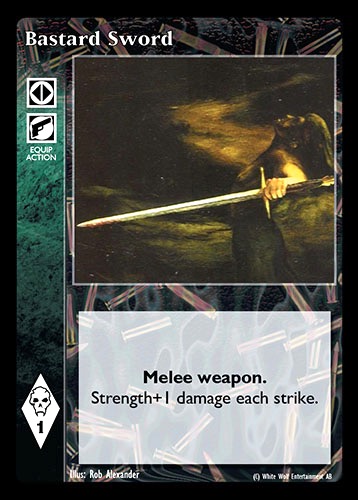 Bastard Sword
EQUIP
ACTION
Melee weapon.
Strength+1 damage each strike.
1
Illus: Rob Alexander
(C) White Wolf Entertainment AB